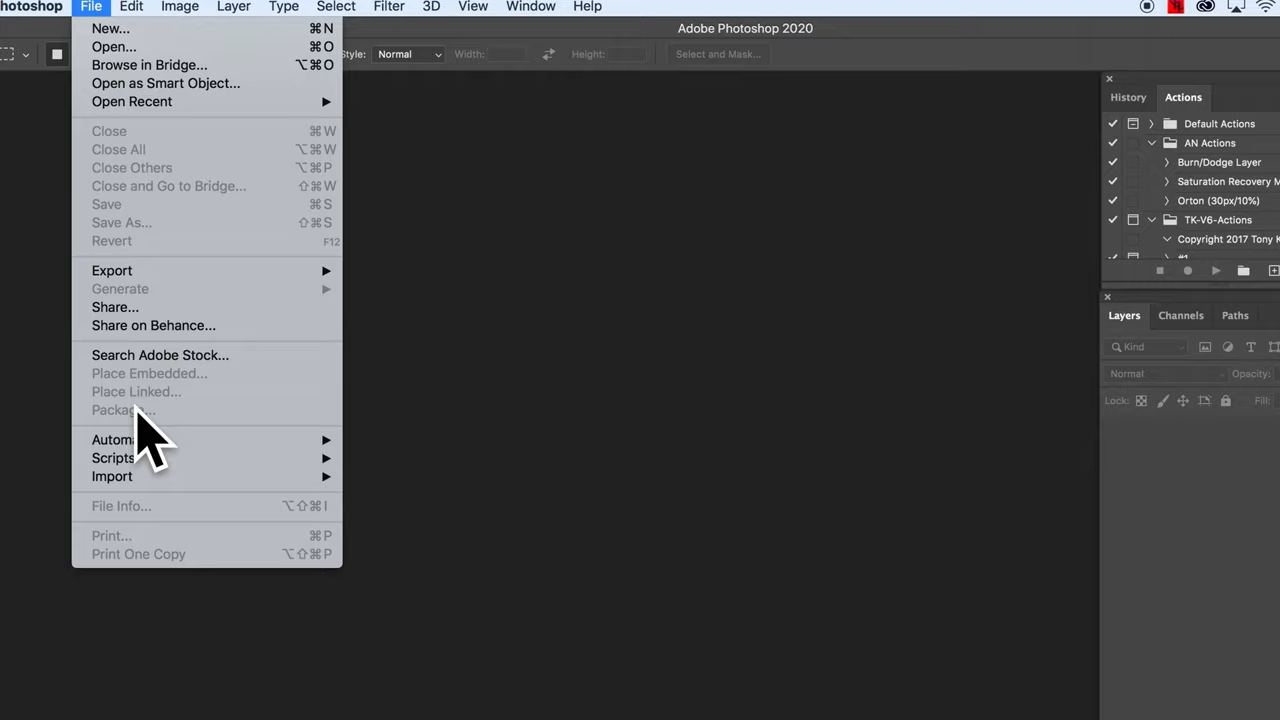 hotoshop File Edit Image Layer Type Select Filter 3D View Window Help
Adobe Photoshop 2020
Style: Normal Width: Height: Select and Mask...
New... ⌘N
Open... ⌘O
Browse in Bridge... ⌥⌘O
Open as Smart Object...
Open Recent
Close ⌘W
Close All ⌥⌘W
Close Others ⌥⌘P
Close and Go to Bridge... ⇧⌘W
Save ⌘S
Save As... ⇧⌘S
Revert F12
Export
Generate
Share...
Share on Behance...
Search Adobe Stock...
Place Embedded...
Place Linked...
Package...
Automa
Scripts
Import
File Info... ⌥⇧⌘I
Print... ⌘P
Print One Copy ⌥⇧⌘P
History Actions
Default Actions
AN Actions
Burn/Dodge Layer
Saturation Recovery M
Orton (30px/10%)
TK-V6-Actions
Copyright 2017 Tony K
#1
Layers Channels Paths
Kind
Normal Opacity:
Lock: Fill: